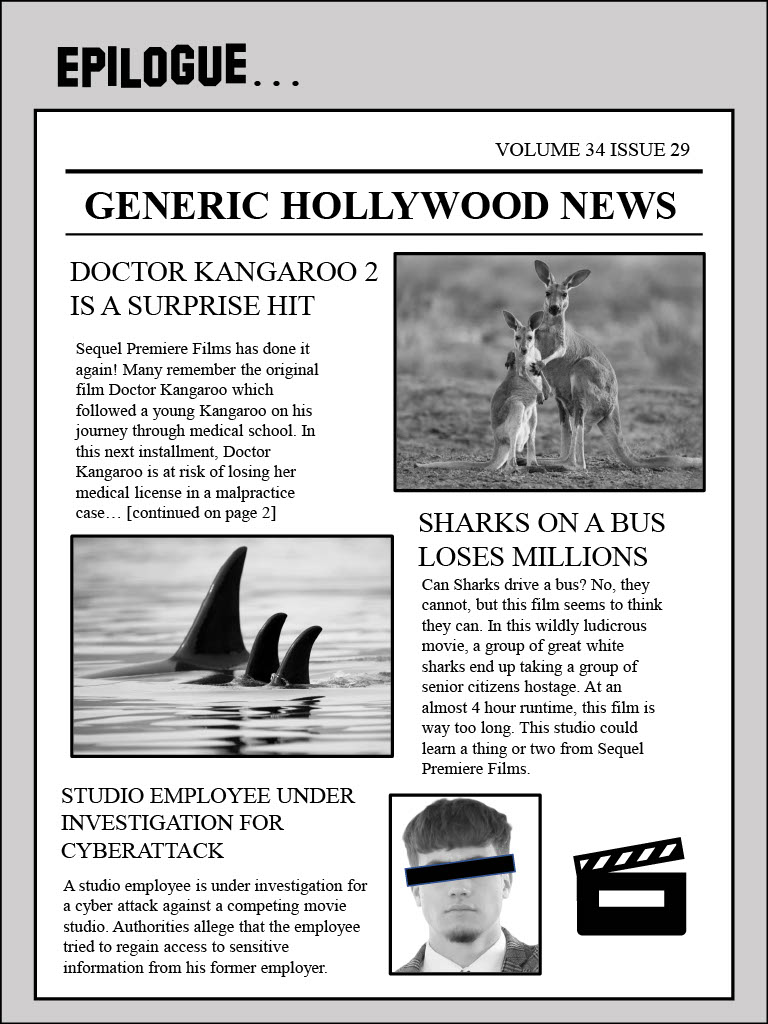 EPILOGUE...
VOLUME 34 ISSUE 29
GENERIC HOLLYWOOD NEWS
DOCTOR KANGAROO 2
IS A SURPRISE HIT
Sequel Premiere Films has done it
again! Many remember the original
film Doctor Kangaroo which
followed a young Kangaroo on his
journey through medical school. In
this next installment, Doctor
Kangaroo is at risk of losing her
medical license in a malpractice
case… [continued on page 2]
SHARKS ON A BUS
LOSES MILLIONS
Can Sharks drive a bus? No, they
cannot, but this film seems to think
they can. In this wildly ludicrous
movie, a group of great white
sharks end up taking a group of
senior citizens hostage. At an
almost 4 hour runtime, this film is
way too long. This studio could
learn a thing or two from Sequel
Premiere Films.
STUDIO EMPLOYEE UNDER
INVESTIGATION FOR
CYBERATTACK
A studio employee is under investigation for
a cyber attack against a competing movie
studio. Authorities allege that the employee
tried to regain access to sensitive
information from his former employer.